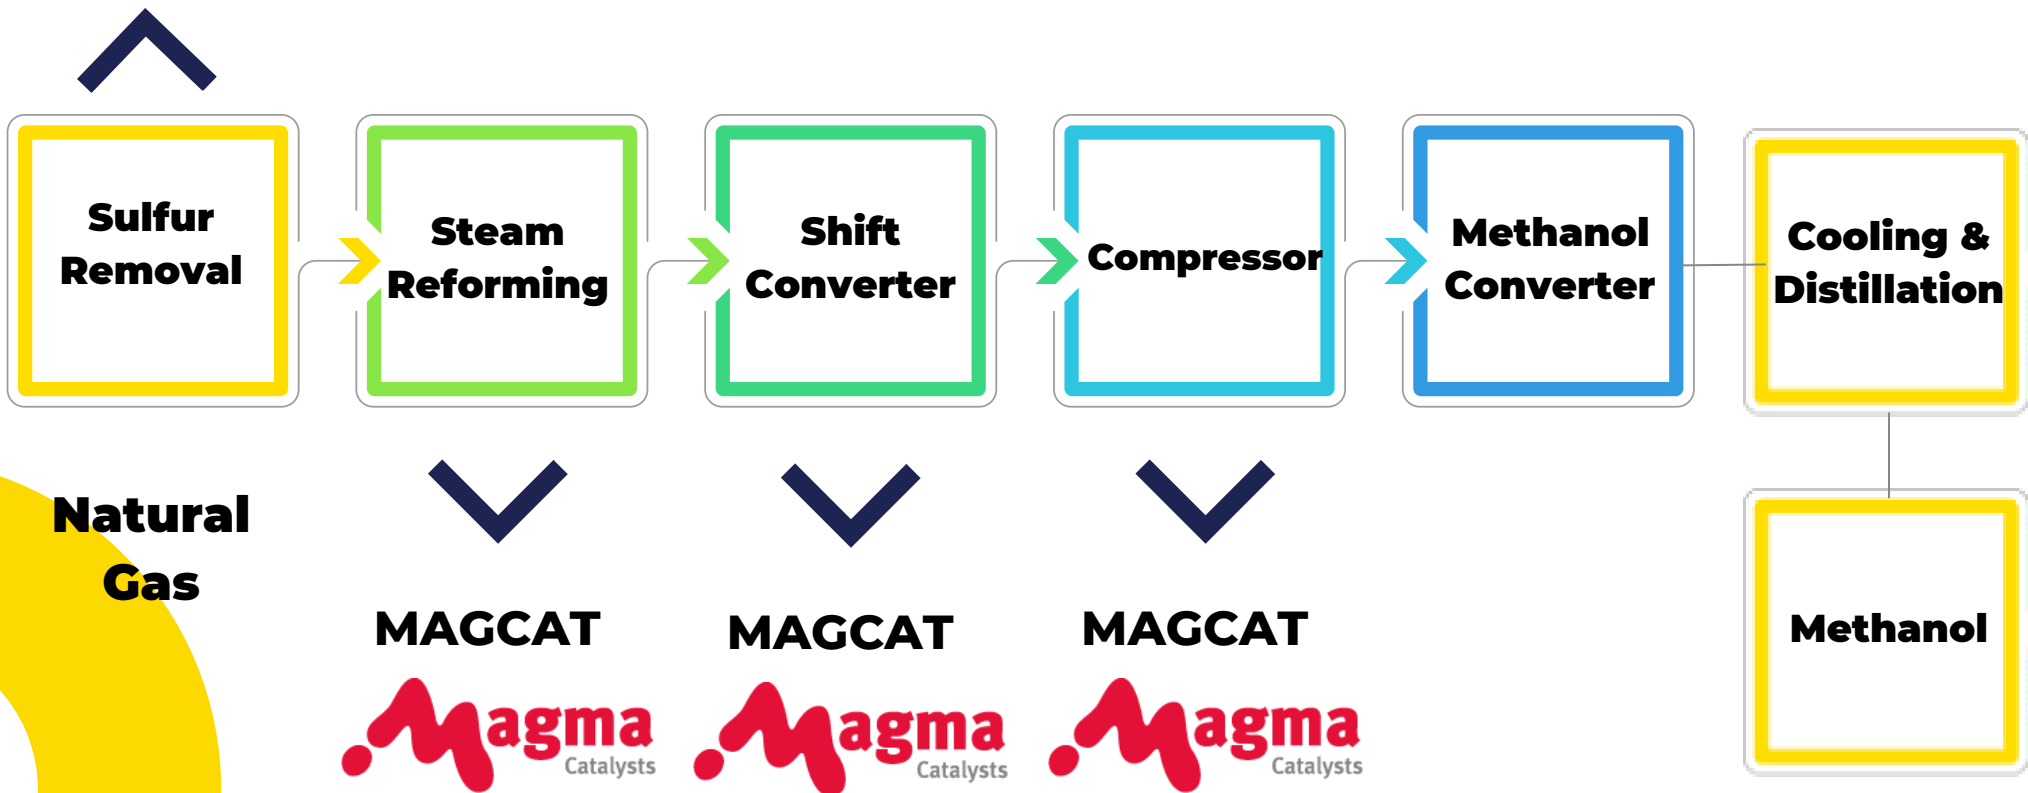 Sulfur
Removal
Steam
Reforming
Shift
Converter
Compressor
Methanol
Converter
Cooling &
Distillation
Natural
Gas
MAGCAT
MAGCAT
MAGCAT
Magma
Catalysts
Magma
Catalysts
Magma
Catalysts
Methanol